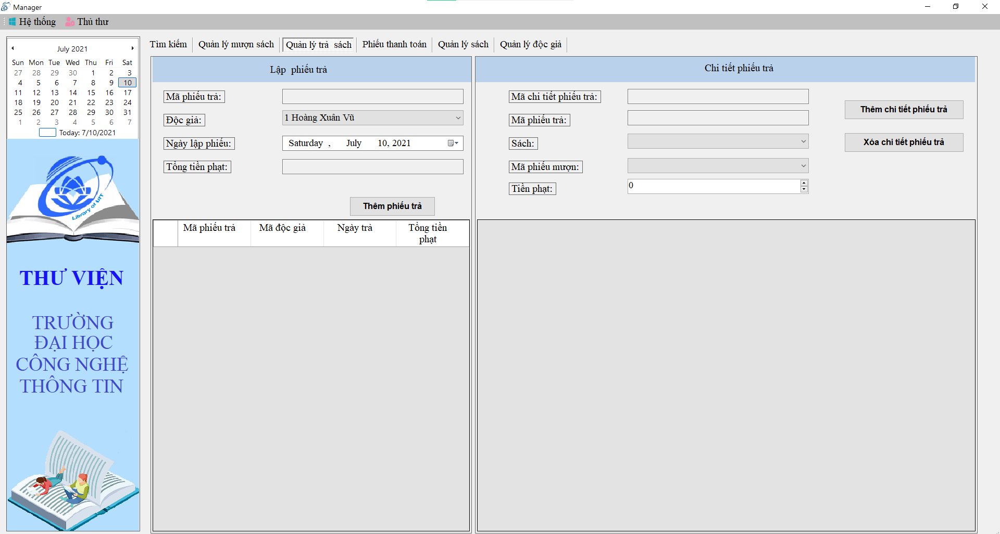 Manager
Hệ thống Thủ thư
July 2021
Sun Mon Tue Wed Thu Fri Sat
27 28 29 30 1 2 3
4 5 6 7 8 9 10
11 12 13 14 15 16 17
18 19 20 21 22 23 24
25 26 27 28 29 30 31
1 2 3 4 5 6 7
Today: 7/10/2021
Library of UIT
THƯ VIỆN
TRƯỜNG
ĐẠI HỌC
CÔNG NGHỆ
THÔNG TIN
Tìm kiếm Quản lý mượn sách Quản lý trả sách Phiếu thanh toán Quản lý sách Quản lý độc giả
Lập phiếu trả
Mã phiếu trả:
Độc giả: 1 Hoàng Xuân Vũ
Ngày lập phiếu: Saturday , July 10, 2021
Tổng tiền phạt:
Thêm phiếu trả
Mã phiếu trả Mã độc giả Ngày trả Tổng tiền
phạt
Chi tiết phiếu trả
Mã chi tiết phiếu trả:
Mã phiếu trả:
Sách:
Mã phiếu mượn:
Tiền phạt: 0
Thêm chi tiết phiếu trả
Xóa chi tiết phiếu trả